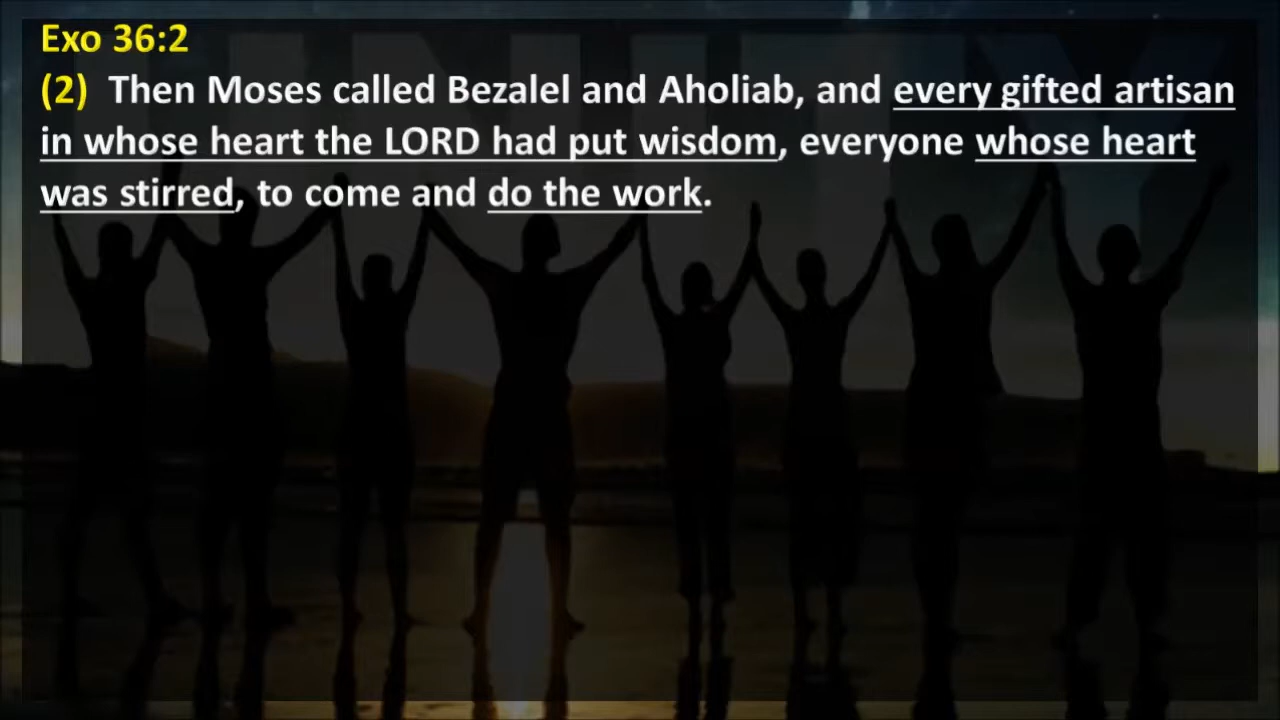 UNITY
Exo 36:2
(2) Then Moses called Bezalel and Aholiab, and every gifted artisan
in whose heart the LORD had put wisdom, everyone whose heart
was stirred, to come and do the work.